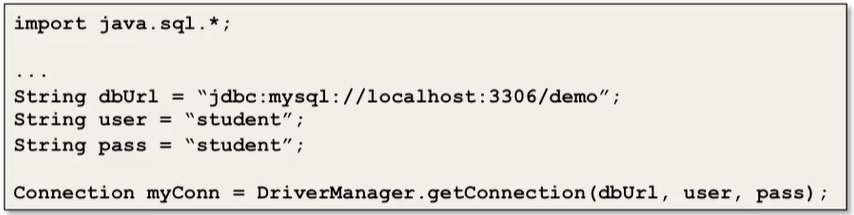 import java.sql.*;
...
String dbUrl = “jdbc:mysql://localhost:3306/demo”;
String user = “student”;
String pass = “student”;
Connection myConn = DriverManager.getConnection(dbUrl, user, pass);